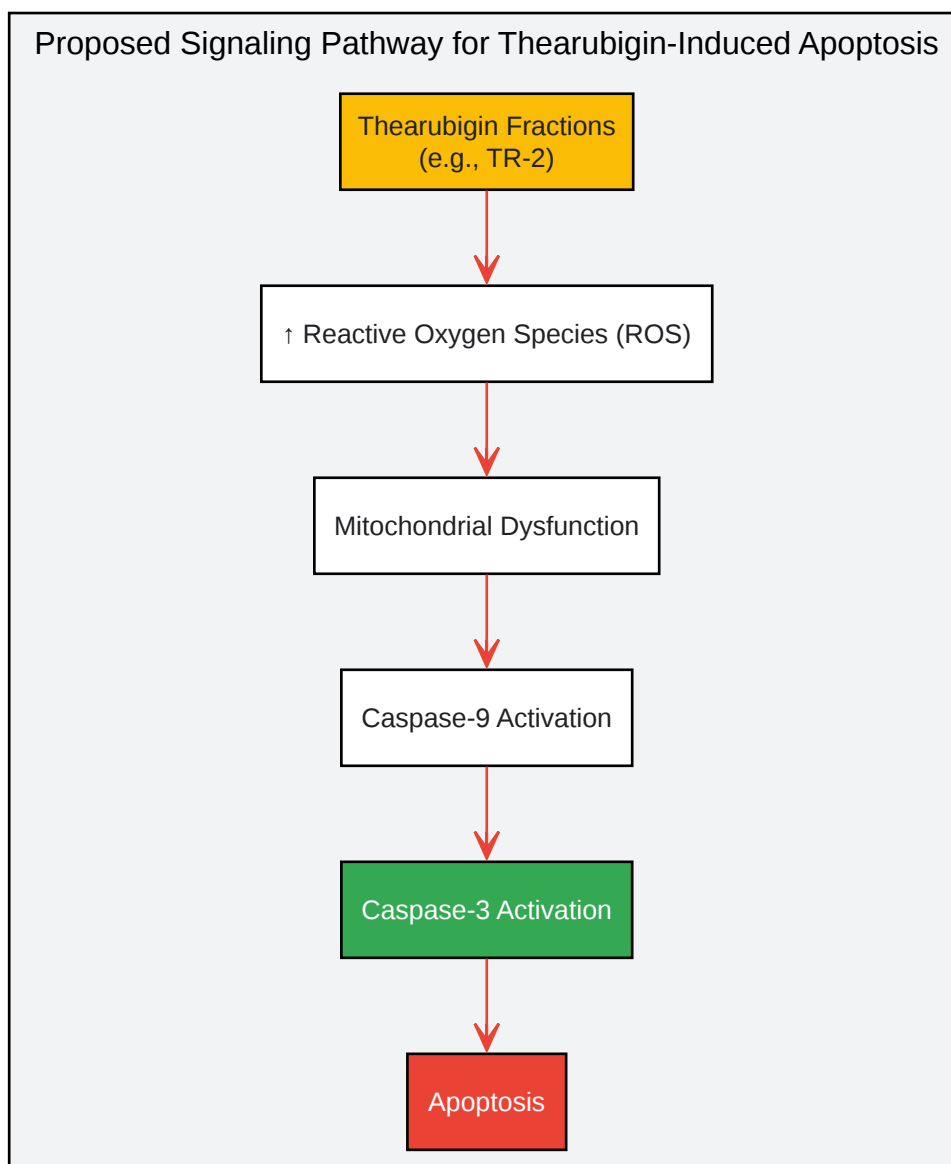 Proposed Signaling Pathway for Thearubigin-Induced Apoptosis
Thearubigin Fractions
(e.g., TR-2)
↑ Reactive Oxygen Species (ROS)
Mitochondrial Dysfunction
Caspase-9 Activation
Caspase-3 Activation
Apoptosis